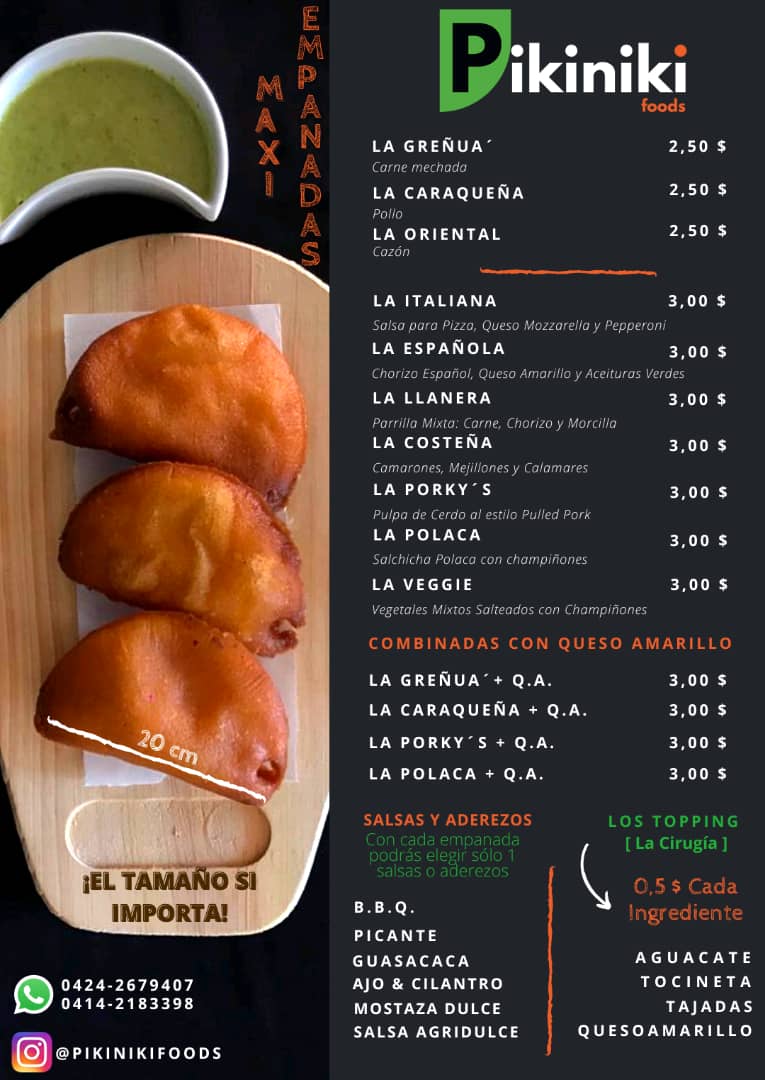 MAXI
EMPANADAS
Pikiniki
foods
LA GREÑUA´ 2,50 $
Carne mechada
LA CARAQUEÑA 2,50 $
Pollo
LA ORIENTAL 2,50 $
Cazón
LA ITALIANA 3,00 $
Salsa para Pizza, Queso Mozzarella y Pepperoni
LA ESPAÑOLA 3,00 $
Chorizo Español, Queso Amarillo y Aceituras Verdes
LA LLANERA 3,00 $
Parrilla Mixta: Carne, Chorizo y Morcilla
LA COSTEÑA 3,00 $
Camarones, Mejillones y Calamares
LA PORKY´S 3,00 $
Pulpa de Cerdo al estilo Pulled Pork
LA POLACA 3,00 $
Salchicha Polaca con champiñones
LA VEGGIE 3,00 $
Vegetales Mixtos Salteados con Champiñones
COMBINADAS CON QUESO AMARILLO
LA GREÑUA´+ Q.A. 3,00 $
LA CARAQUEÑA + Q.A. 3,00 $
LA PORKY´S + Q.A. 3,00 $
LA POLACA + Q.A. 3,00 $
SALSAS Y ADEREZOS
Con cada empanada
podrás elegir sólo 1
salsas o aderezos
B.B.Q.
PICANTE
GUASACACA
AJO & CILANTRO
MOSTAZA DULCE
SALSA AGRIDULCE
LOS TOPPING
[ La Cirugía ]
0,5 $ Cada
Ingrediente
AGUACATE
TOCINETA
TAJADAS
QUESOAMARILLO
20 cm
¡EL TAMAÑO SI
IMPORTA!
0424-2679407
0414-2183398
@PIKINIKIFOODS